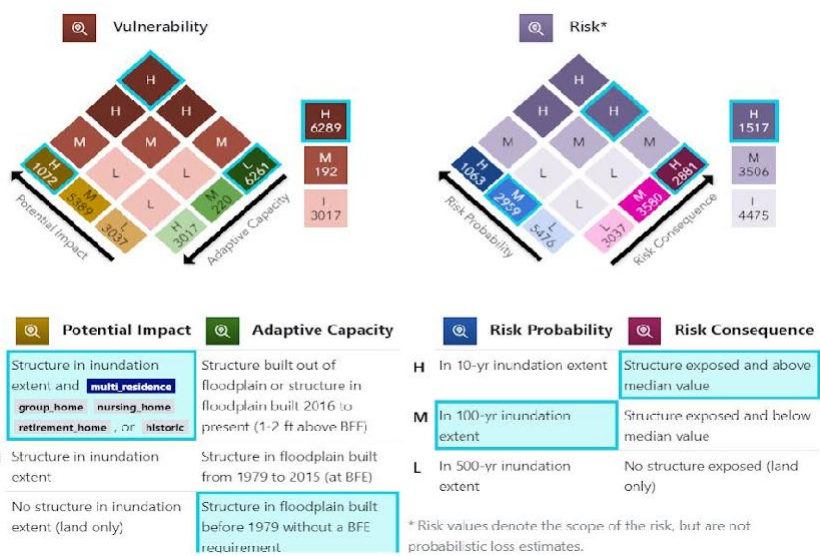 Vulnerability
H
H
H
M
M
M
L
L
L
H
1072
M
5389
L
3037
H
3017
M
220
L
6261
Potential Impact
Adaptive Capacity
H
6289
M
192
3017
Risk*
H
H
H
M
M
M
L
L
L
H
1063
M
2959
L
5476
L
3037
M
3580
H
2881
Risk Probability
Risk Consequence
H
1517
M
3506
4475
Potential Impact
Structure in inundation
extent and multi_residence
group_home nursing_home
retirement_home , or historic
Structure in inundation
extent
No structure in inundation
extent (land only)
Adaptive Capacity
Structure built out of
floodplain or structure in
floodplain built 2016 to
present (1-2 ft above BFE)
Structure in floodplain built
from 1979 to 2015 (at BFE)
Structure in floodplain built
before 1979 without a BFE
requirement
Risk Probability
Risk Consequence
H In 10-yr inundation extent
Structure exposed and above
median value
M In 100-yr inundation
extent
Structure exposed and below
median value
L In 500-yr inundation
extent
No structure exposed (land
only)
* Risk values denote the scope of the risk, but are not
probabilistic loss estimates.